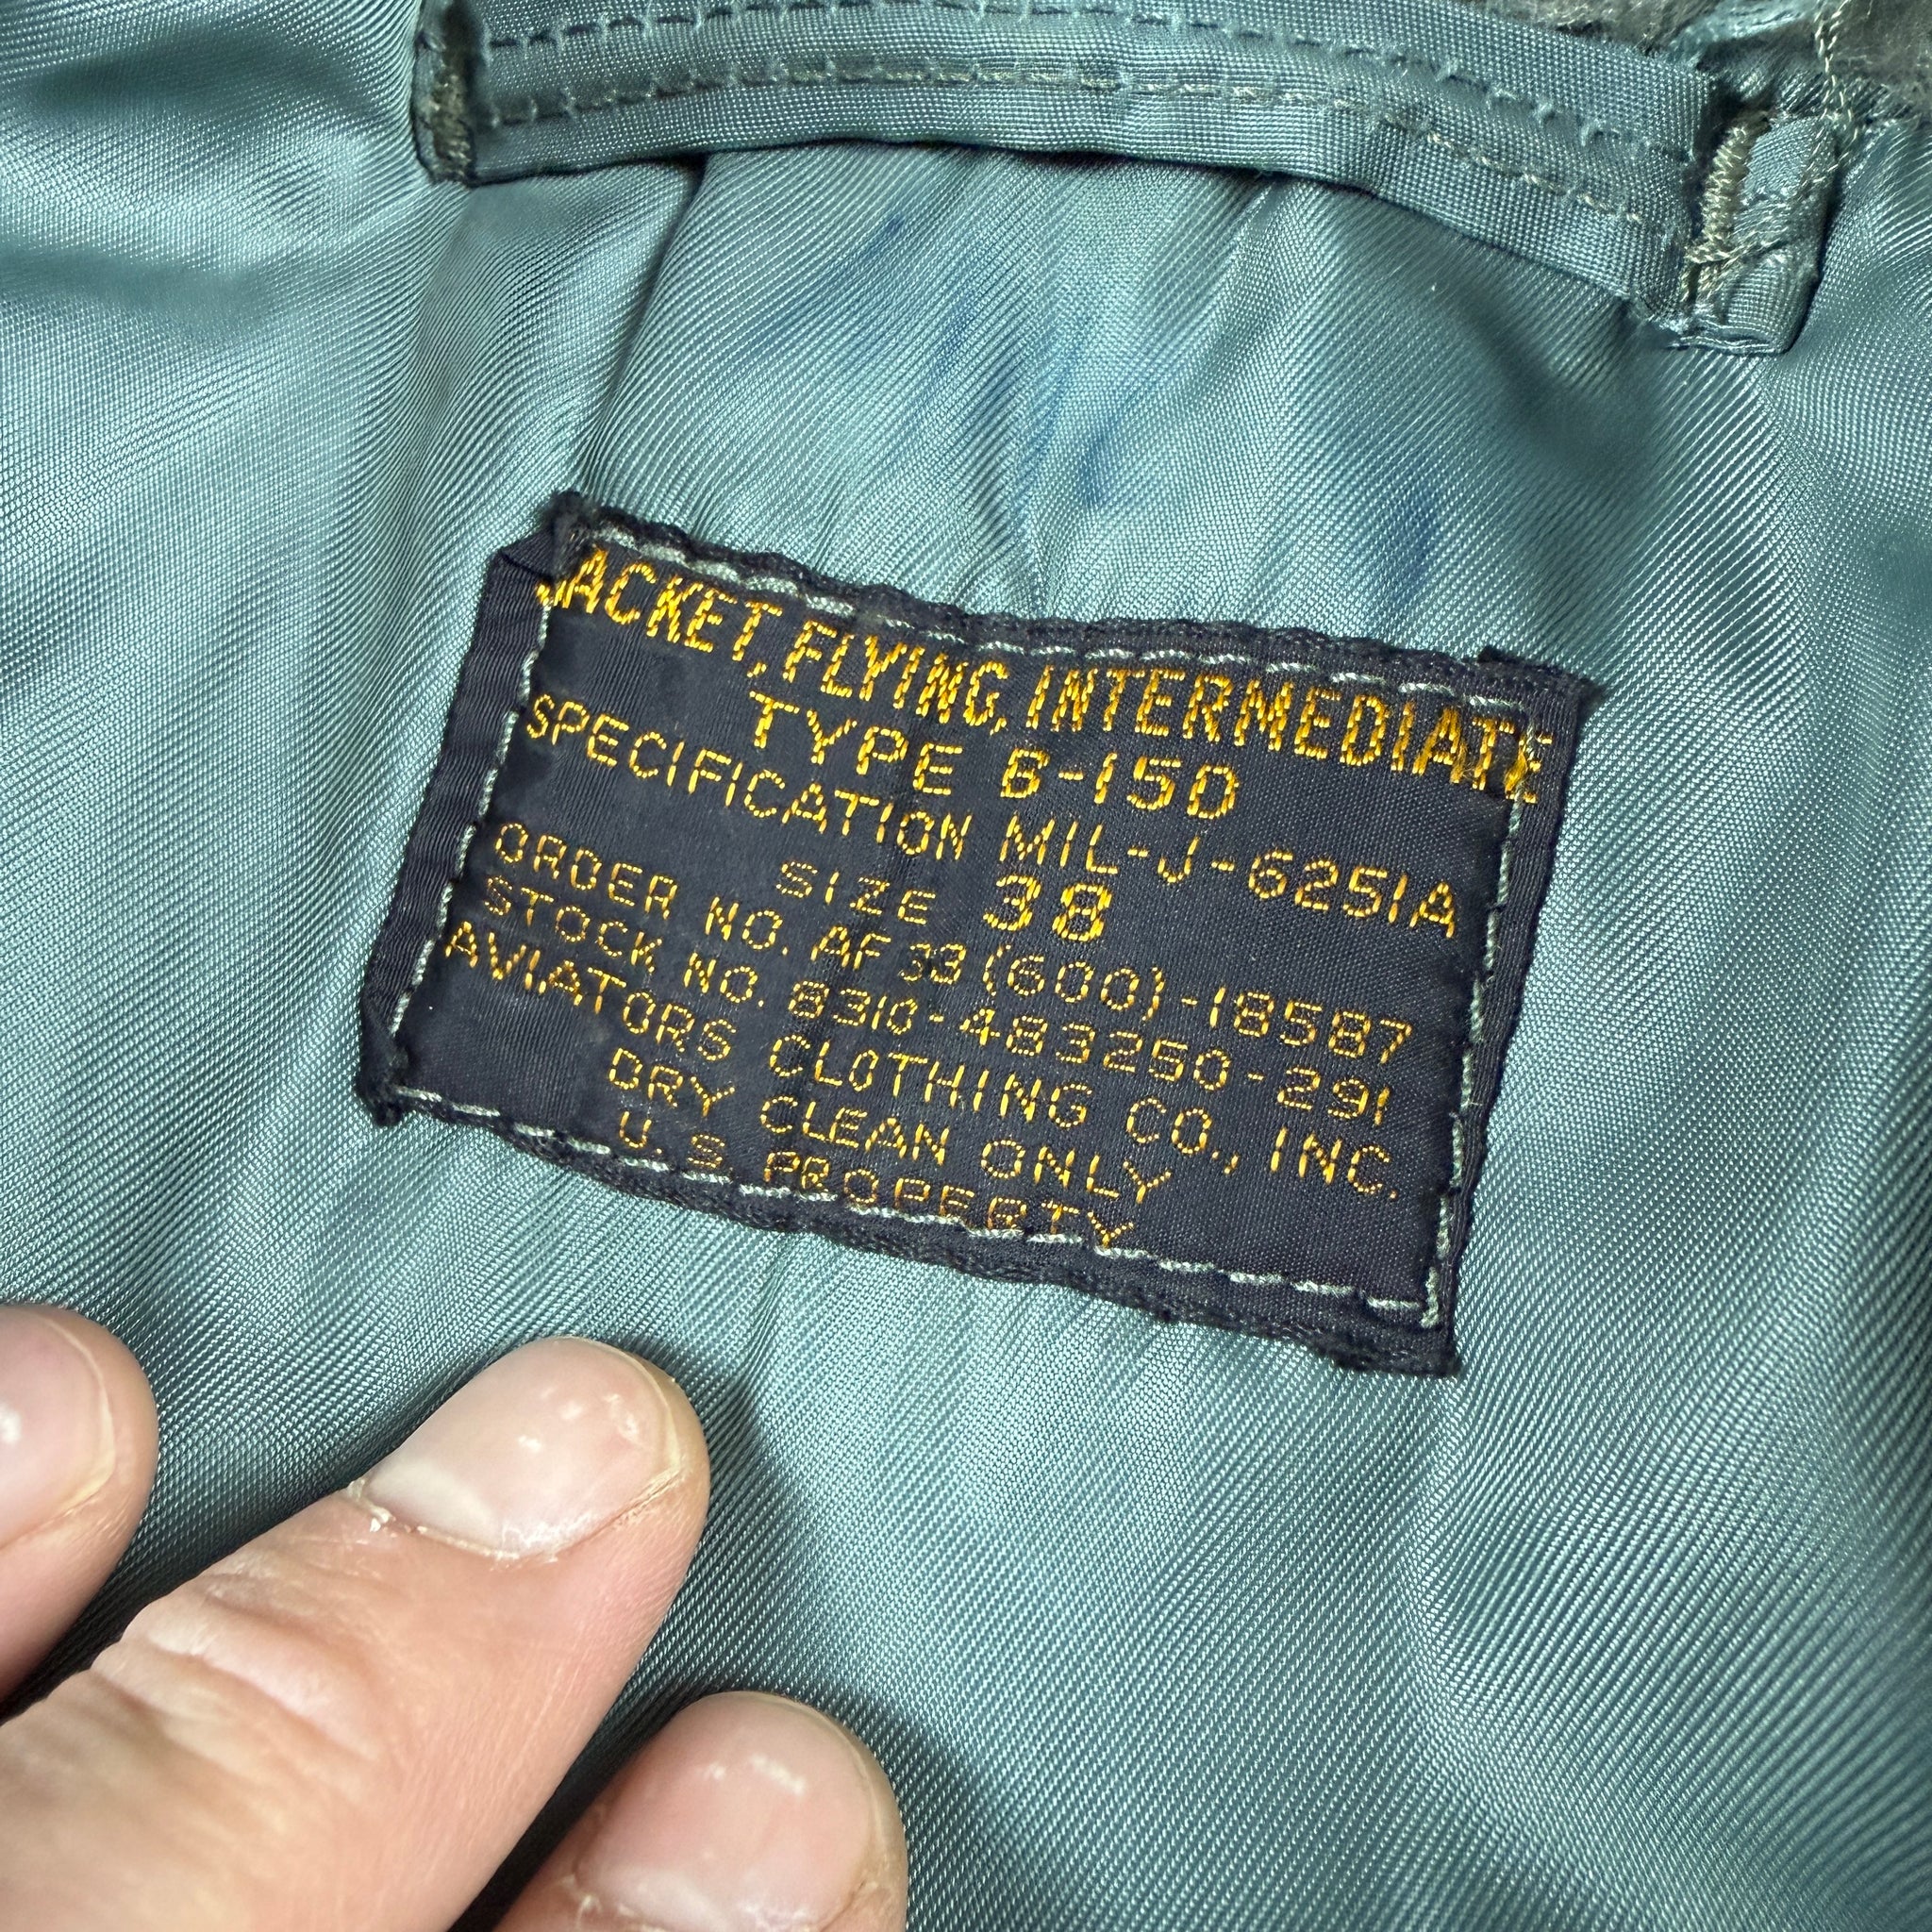 JACKET, FLYING, INTERMEDIATE
TYPE B-15D
SPECIFICATION MIL-J-6251A
SIZE 38
ORDER NO. AF 33 (600)-18587
STOCK NO. 8310-483250-291
AVIATORS CLOTHING CO., INC.
DRY CLEAN ONLY
U. S. PROPERTY